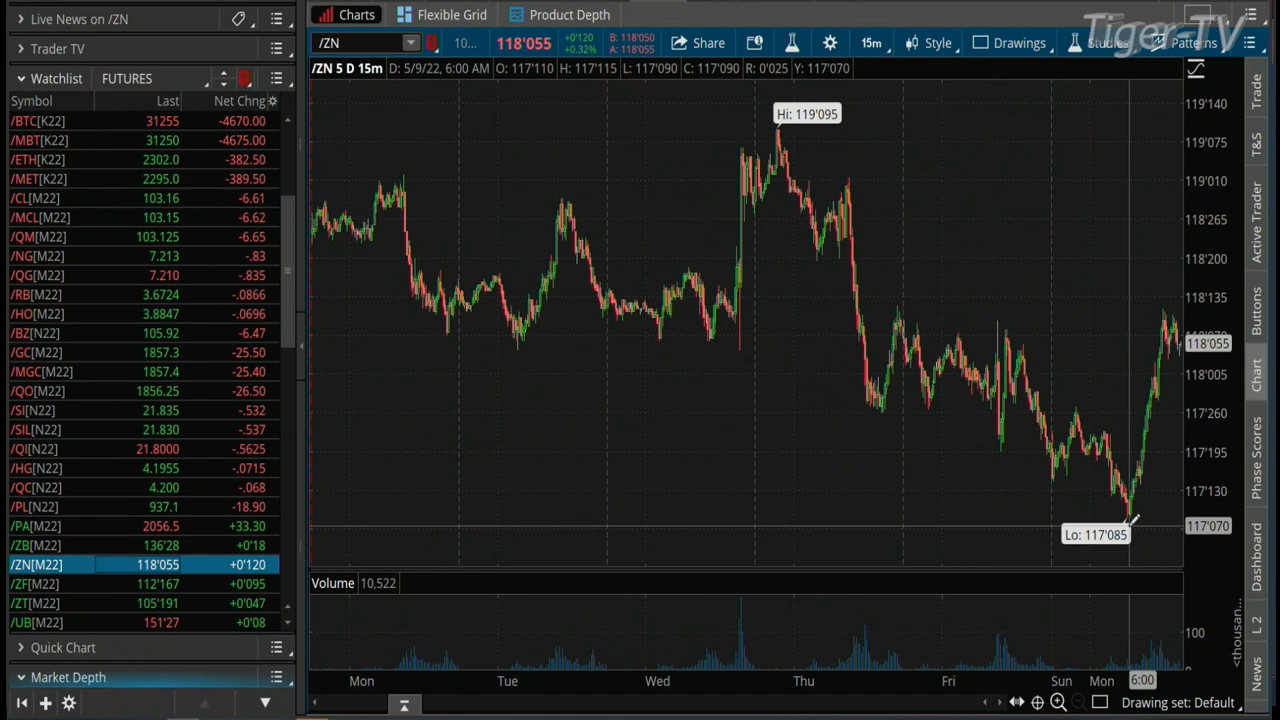 Live News on /ZN
Trader TV
Watchlist FUTURES
Symbol Last Net Chng
/BTC[K22] 31255 -4670.00
/MBT[K22] 31250 -4675.00
/ETH[K22] 2302.0 -382.50
/MET[K22] 2295.0 -389.50
/CL[M22] 103.16 -6.61
/MCL[M22] 103.15 -6.62
/QM[M22] 103.125 -6.65
/NG[M22] 7.213 -.83
/QG[M22] 7.210 -.835
/RB[M22] 3.6724 -.0866
/HO[M22] 3.8847 -.0696
/BZ[N22] 105.92 -6.47
/GC[M22] 1857.3 -25.50
/MGC[M22] 1857.4 -25.40
/QO[M22] 1856.25 -26.50
/SI[N22] 21.835 -.532
/SIL[N22] 21.830 -.537
/QI[N22] 21.8000 -.5625
/HG[N22] 4.1955 -.0715
/QC[N22] 4.200 -.068
/PL[N22] 937.1 -18.90
/PA[M22] 2056.5 +33.30
/ZB[M22] 136'28 +0'18
/ZN[M22] 118'055 +0'120
/ZF[M22] 112'167 +0'095
/ZT[M22] 105'191 +0'047
/UB[M22] 151'27 +0'08
Quick Chart
Market Depth
Charts Flexible Grid Product Depth
Tiger-TV
/ZN 10... 118'055 +0'120 +0.32% B: 118'050 A: 118'055 Share 15m Style Drawings Studies Patterns
/ZN 5 D 15m D: 5/9/22, 6:00 AM O: 117'110 H: 117'115 L: 117'090 C: 117'090 R: 0'025 Y: 117'070
Hi: 119'095
Lo: 117'085
119'140
119'075
119'010
118'265
118'200
118'135
118'070
118'055
118'005
117'260
117'195
117'130
117'070
Volume 10,522
100
0
<thousan...
Mon Tue Wed Thu Fri Sun Mon 6:00
Drawing set: Default
Trade
T&S
Active Trader
Buttons
Chart
Phase Scores
Dashboard
L 2
News